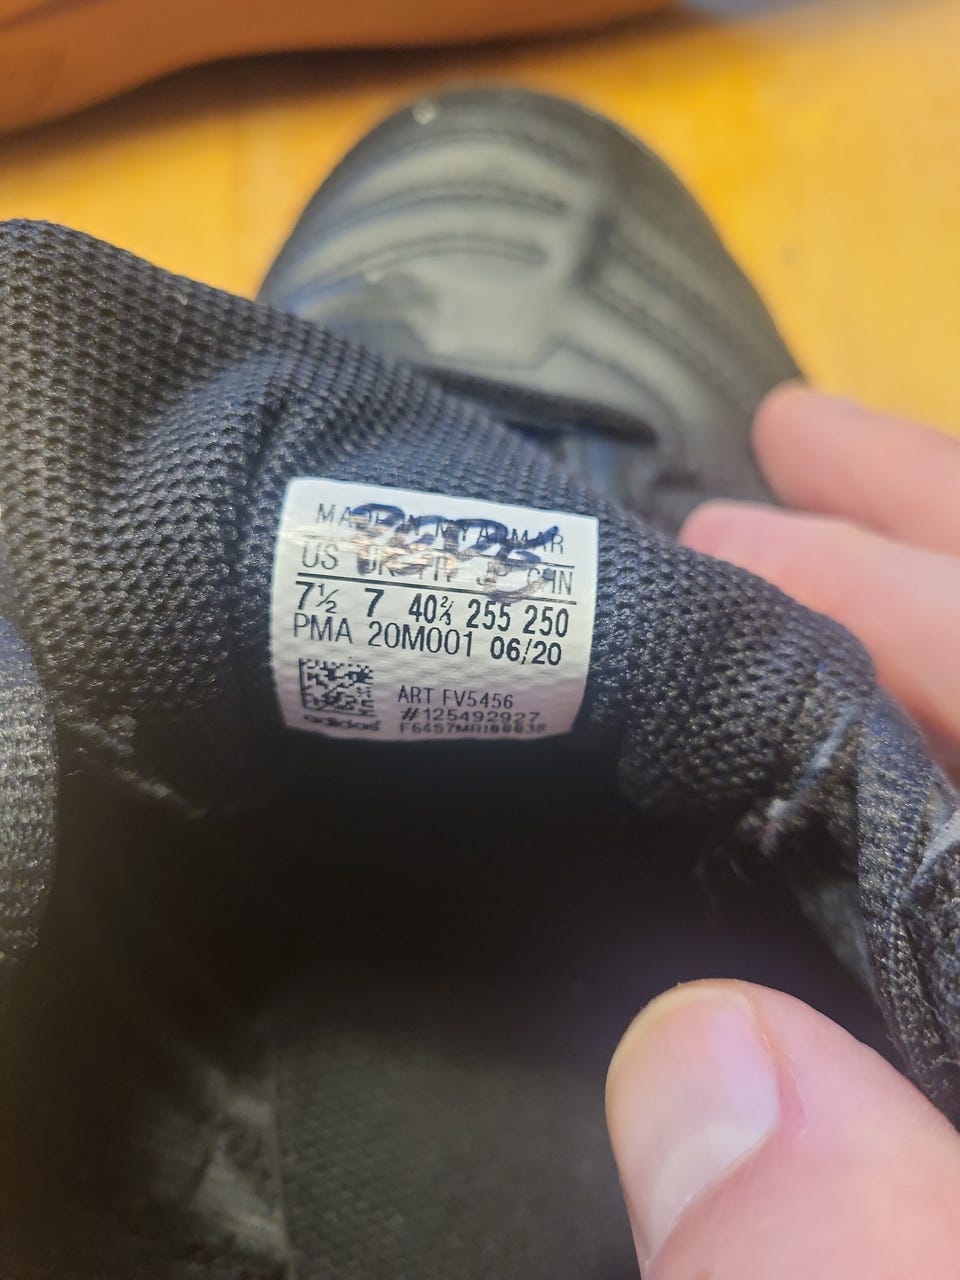 MADE IN MYANMAR
US UK FR JP CHN
7½ 7 40⅔ 255 250
PMA 20M001 06/20
ART FV5456
#125492927
adidas